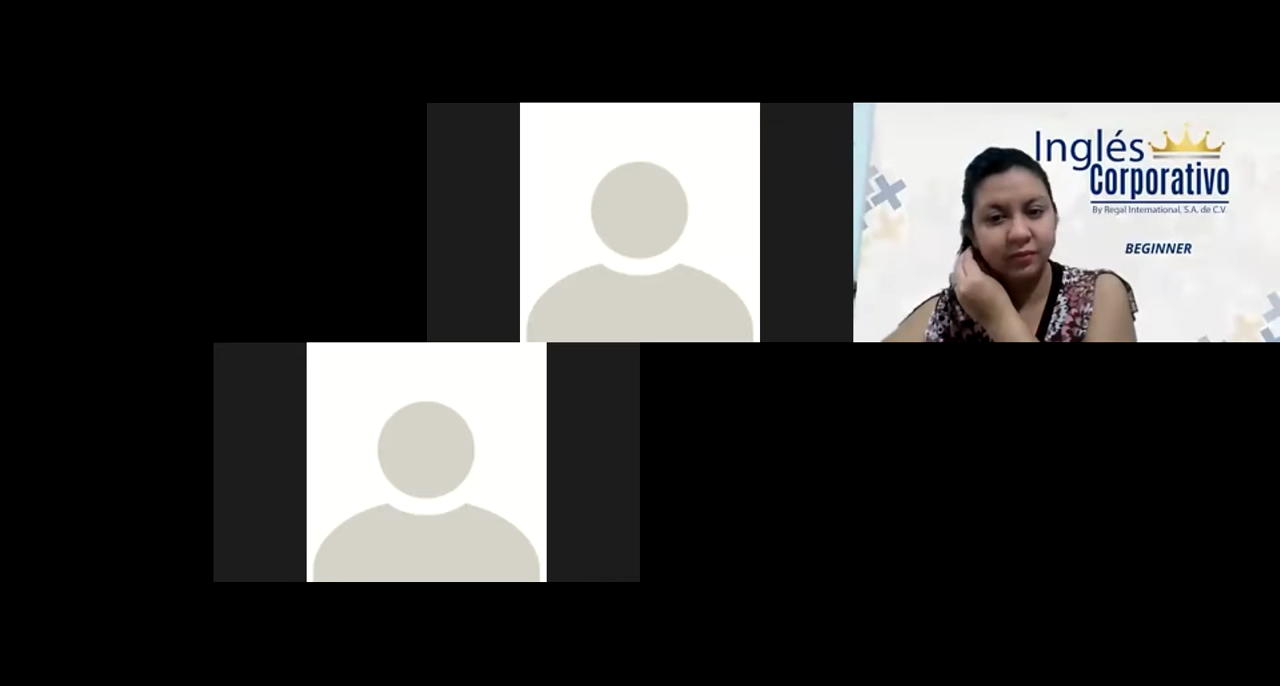 Inglés
Corporativo
By Regal International, S.A. de C.V.
BEGINNER